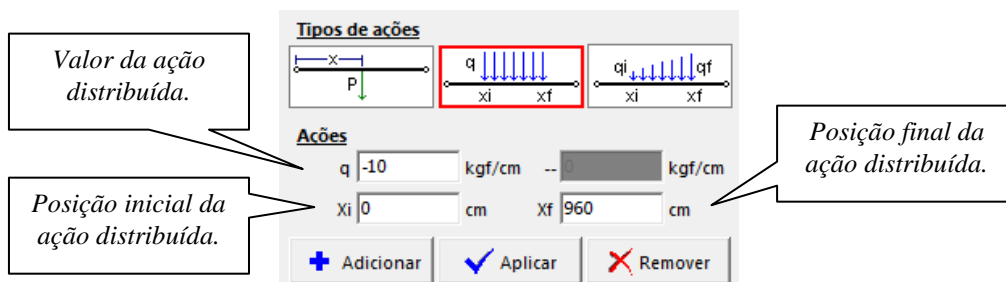 Tipos de ações
x
P
q
xi xf
qi qf
xi xf
Valor da ação
distribuída.
Ações
q -10 kgf/cm -- 0 kgf/cm
Xi 0 cm Xf 960 cm
Posição inicial da
ação distribuída.
Posição final da
ação distribuída.
Adicionar Aplicar Remover